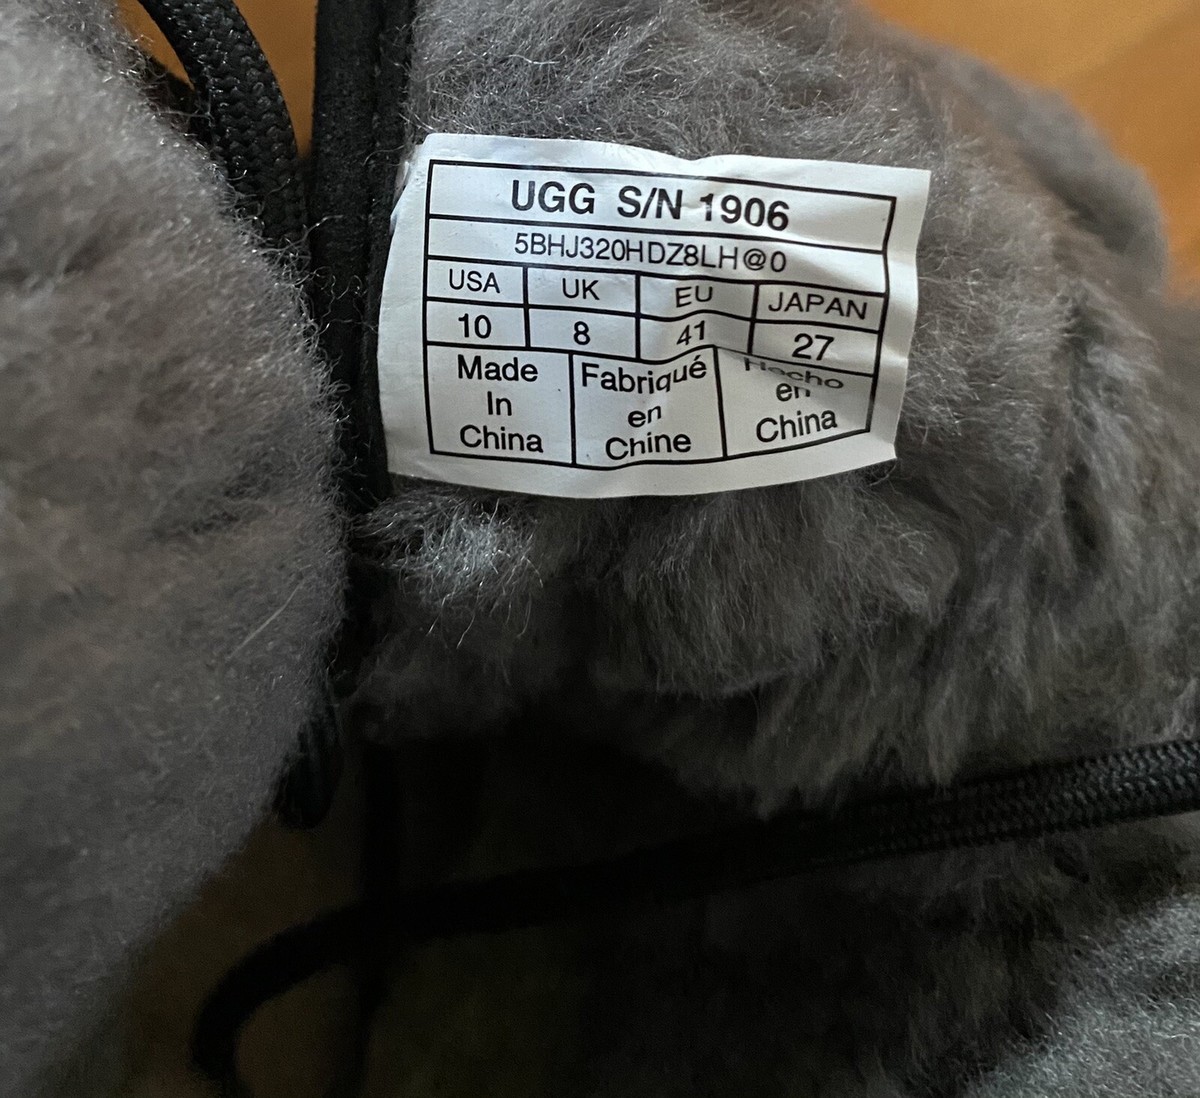 UGG S/N 1906
5BHJ320HDZ8LH@0
USA UK EU JAPAN
10 8 41 27
Made In China
Fabriqué en Chine
Hecho en China